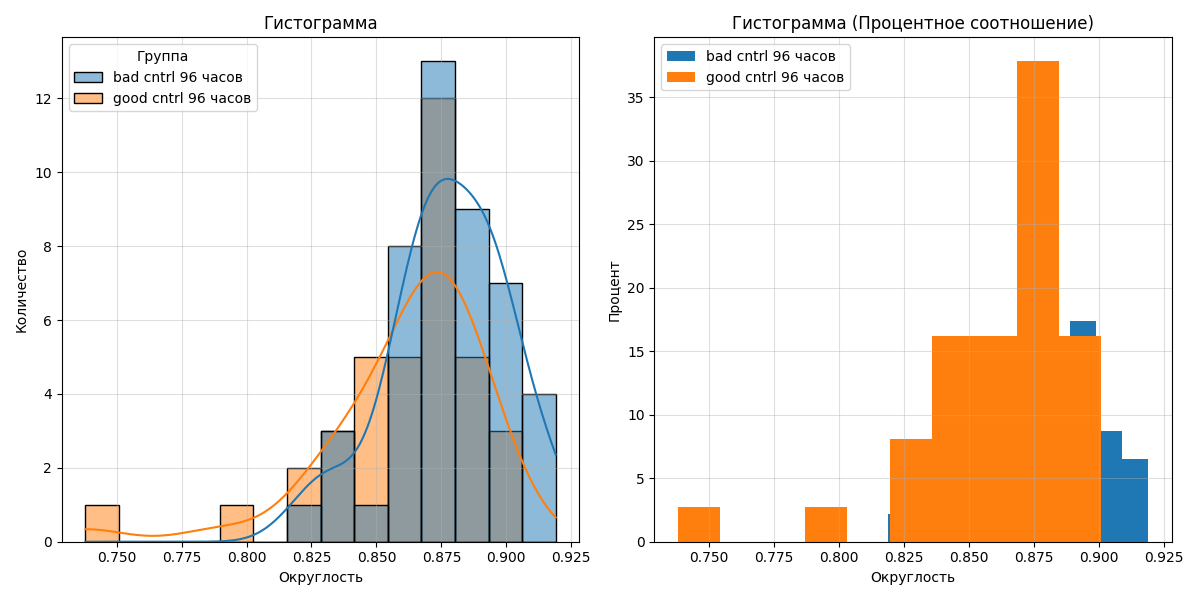 Гистограмма
Группа
bad cntrl 96 часов
good cntrl 96 часов
12
10
8
6
4
2
0
Количество
0.750
0.775
0.800
0.825
0.850
0.875
0.900
0.925
Округлость
Гистограмма (Процентное соотношение)
bad cntrl 96 часов
good cntrl 96 часов
35
30
25
20
15
10
5
0
Процент
0.750
0.775
0.800
0.825
0.850
0.875
0.900
0.925
Округлость